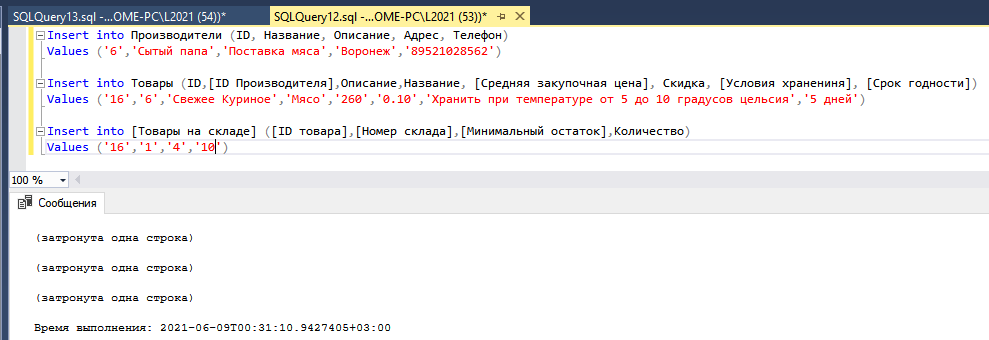 SQLQuery13.sql -...OME-PC\L2021 (54))* SQLQuery12.sql -...OME-PC\L2021 (53))*
Insert into Производители (ID, Название, Описание, Адрес, Телефон)
Values ('6','Сытый папа','Поставка мяса','Воронеж','89521028562')
Insert into Товары (ID,[ID Производителя],Описание,Название, [Средняя закупочная цена], Скидка, [Условия хранениня], [Срок годности])
Values ('16','6','Свежее Куриное','Мясо','260','0.10','Хранить при температуре от 5 до 10 градусов цельсия','5 дней')
Insert into [Товары на складе] ([ID товара],[Номер склада],[Минимальный остаток],Количество)
Values ('16','1','4','10')
100 %
Сообщения
(затронута одна строка)
(затронута одна строка)
(затронута одна строка)
Время выполнения: 2021-06-09T00:31:10.9427405+03:00